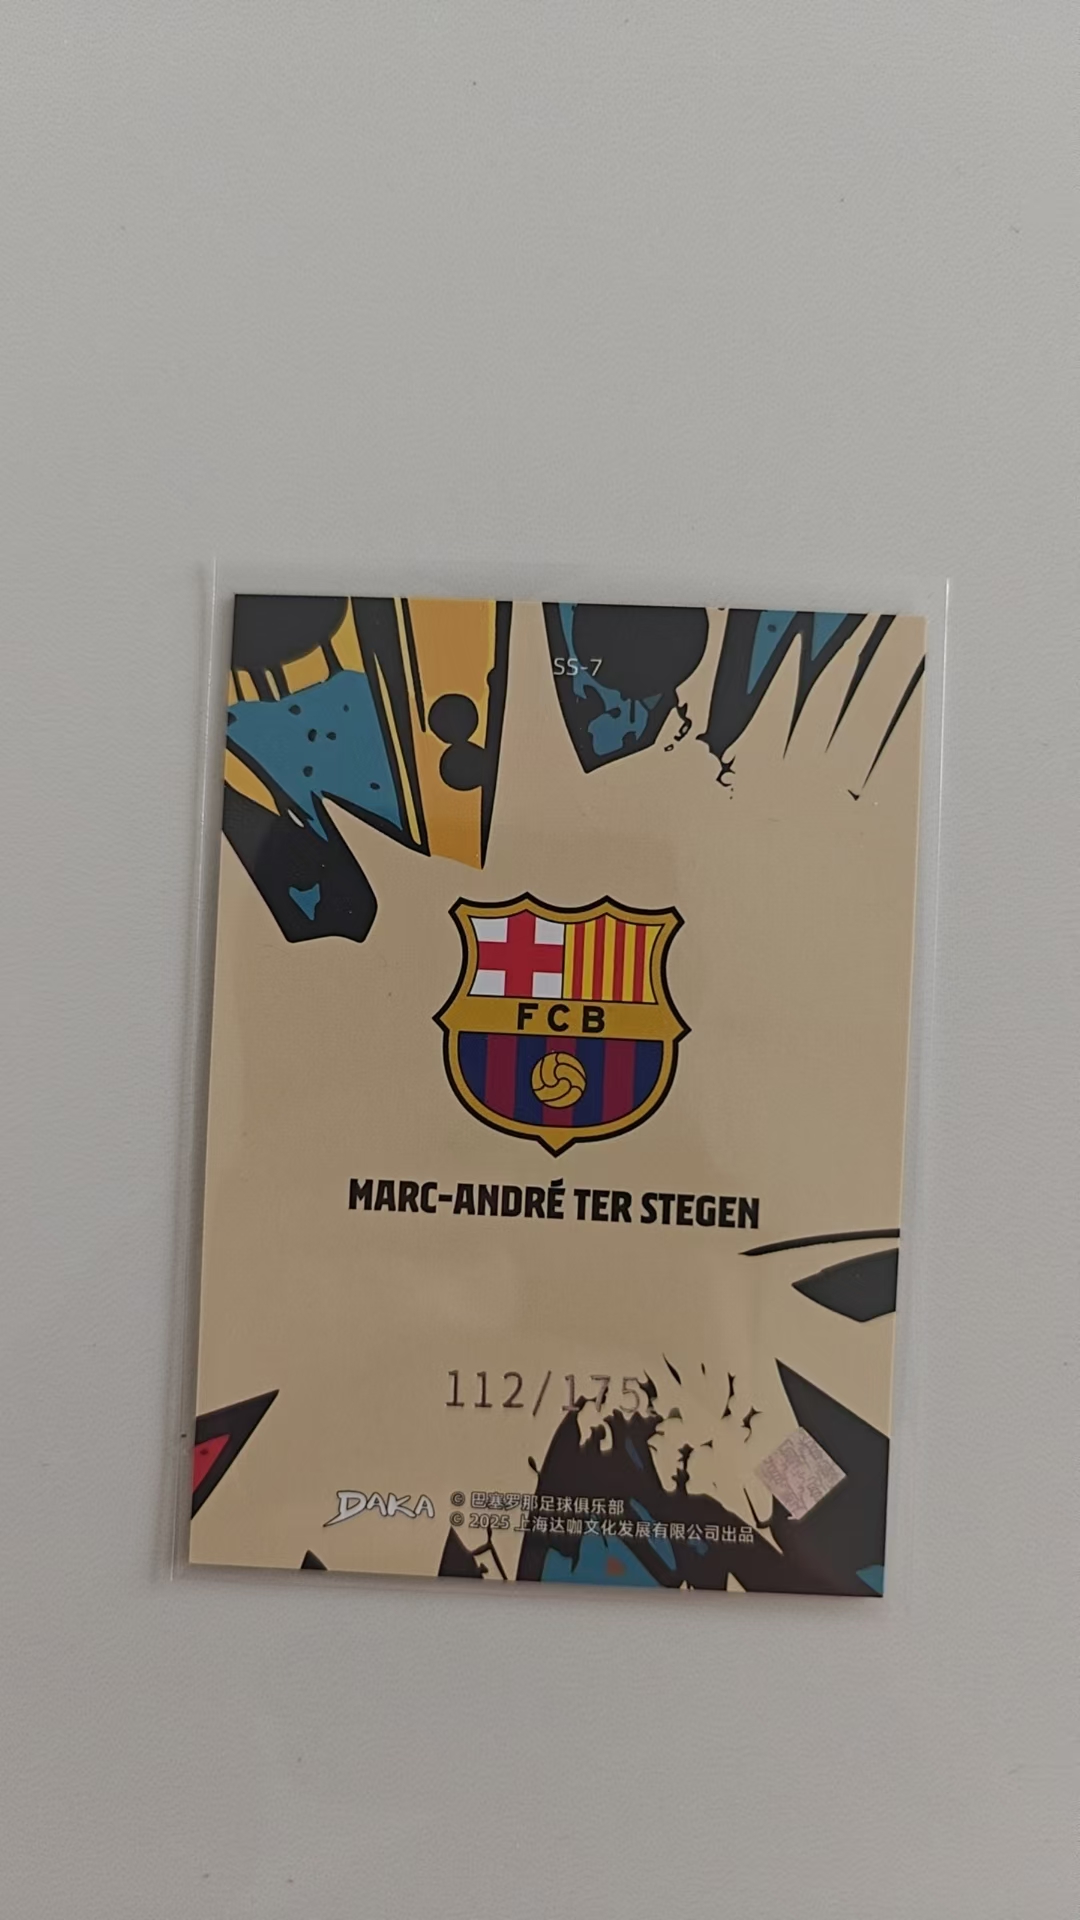 SS-7
FCB
MARC-ANDRÉ TER STEGEN
112/175
DAKA
© 巴塞罗那足球俱乐部
© 2025 上海达咖文化发展有限公司出品